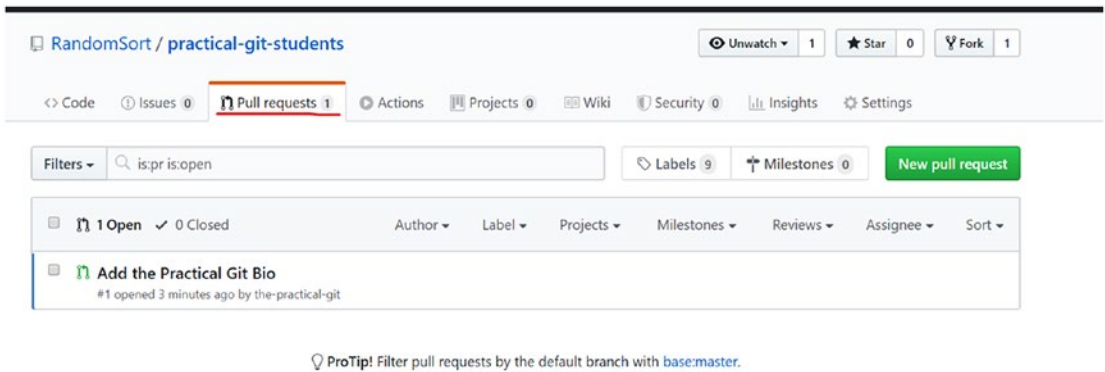 RandomSort / practical-git-students Unwatch 1 Star 0 Fork 1
Code Issues 0 Pull requests 1 Actions Projects 0 Wiki Security 0 Insights Settings
Filters is:pr is:open Labels 9 Milestones 0 New pull request
1 Open 0 Closed Author Label Projects Milestones Reviews Assignee Sort
Add the Practical Git Bio
#1 opened 3 minutes ago by the-practical-git
ProTip! Filter pull requests by the default branch with base:master.